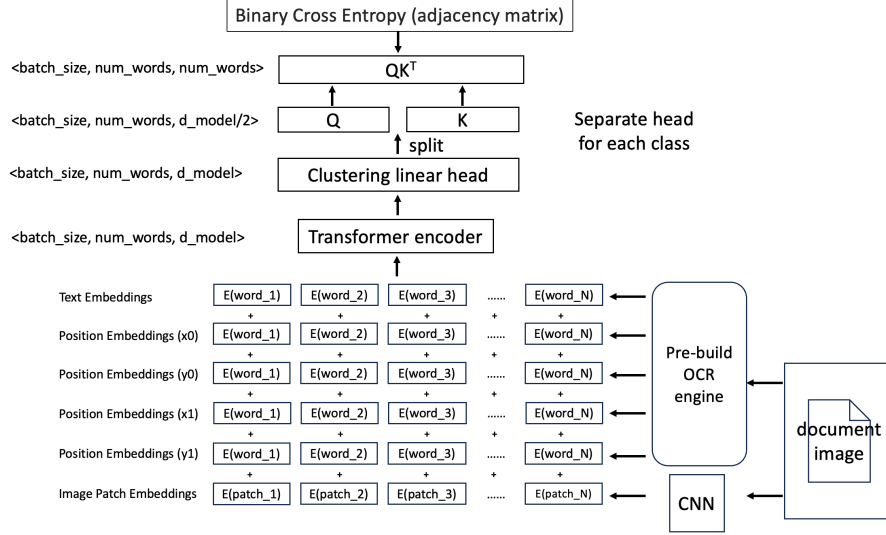 Binary Cross Entropy (adjacency matrix)
<batch_size, num_words, num_words>
QKᵀ
<batch_size, num_words, d_model/2>
Q
K
Separate head
for each class
split
<batch_size, num_words, d_model>
Clustering linear head
<batch_size, num_words, d_model>
Transformer encoder
Text Embeddings E(word_1) E(word_2) E(word_3) ...... E(word_N)
+ + + + +
Position Embeddings (x0) E(word_1) E(word_2) E(word_3) ...... E(word_N)
+ + + + +
Position Embeddings (y0) E(word_1) E(word_2) E(word_3) ...... E(word_N)
+ + + + +
Position Embeddings (x1) E(word_1) E(word_2) E(word_3) ...... E(word_N)
+ + + + +
Position Embeddings (y1) E(word_1) E(word_2) E(word_3) ...... E(word_N)
+ + + + +
Image Patch Embeddings E(patch_1) E(patch_2) E(patch_3) ...... E(patch_N)
Pre-build
OCR
engine
CNN
document
image